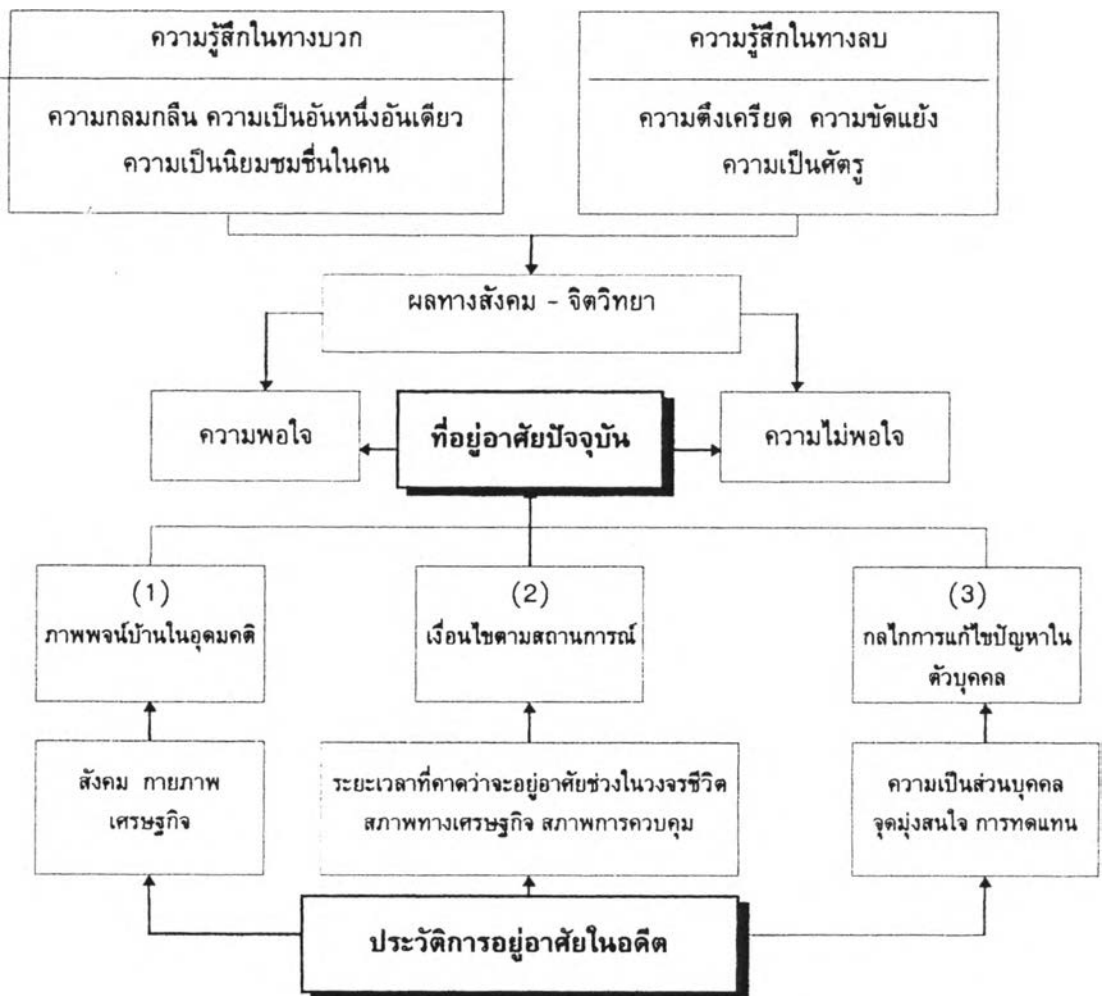 ความรู้สึกในทางบวก
ความกลมกลืน ความเป็นอันหนึ่งอันเดียว
ความเป็นนิยมชมชื่นในคน
ความรู้สึกในทางลบ
ความตึงเครียด ความขัดแย้ง
ความเป็นศัตรู
ผลทางสังคม - จิตวิทยา
ความพอใจ
ที่อยู่อาศัยปัจจุบัน
ความไม่พอใจ
(1)
ภาพพจน์บ้านในอุดมคติ
(2)
เงื่อนไขตามสถานการณ์
(3)
กลไกการแก้ไขปัญหาใน
ตัวบุคคล
สังคม กายภาพ
เศรษฐกิจ
ระยะเวลาที่คาดว่าจะอยู่อาศัยช่วงในวงจรชีวิต
สภาพทางเศรษฐกิจ สภาพการควบคุม
ความเป็นส่วนบุคคล
จุดมุ่งสนใจ การทดแทน
ประวัติการอยู่อาศัยในอดีต